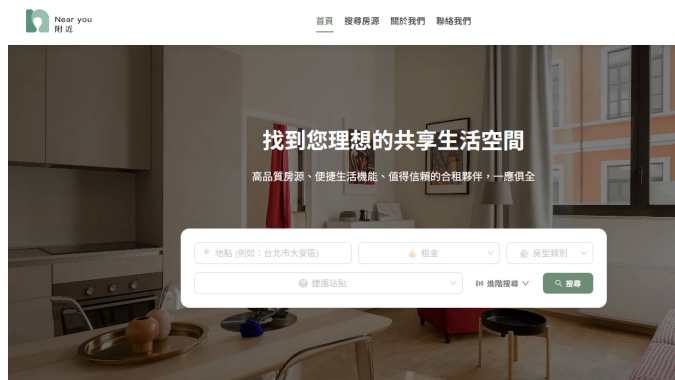 Near you
附近
首頁 搜尋房源 關於我們 聯絡我們
找到您理想的共享生活空間
高品質房源、便捷生活機能、值得信賴的合租夥伴，一應俱全
地點 (例如：台北市大安區) 租金 房型類別
捷運站點 進階搜尋 搜尋